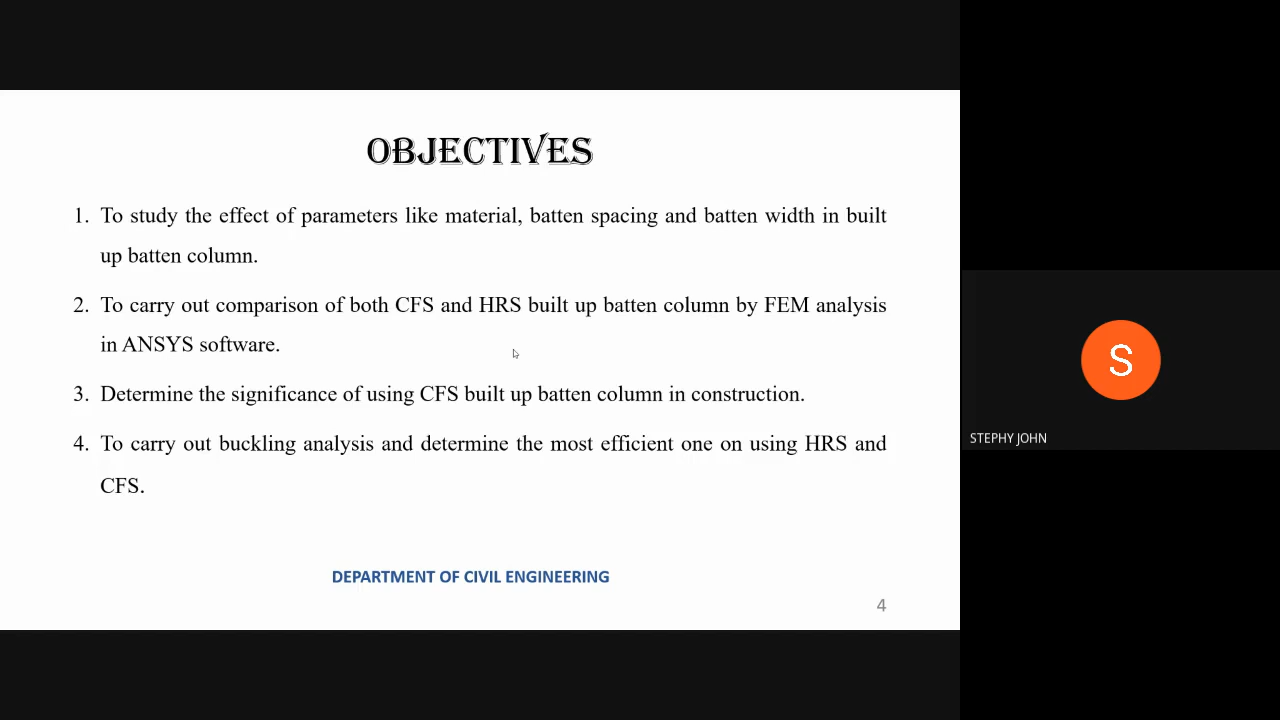 OBJECTIVES
1. To study the effect of parameters like material, batten spacing and batten width in built
up batten column.
2. To carry out comparison of both CFS and HRS built up batten column by FEM analysis
in ANSYS software.
3. Determine the significance of using CFS built up batten column in construction.
4. To carry out buckling analysis and determine the most efficient one on using HRS and
CFS.
DEPARTMENT OF CIVIL ENGINEERING
4
S
STEPHY JOHN